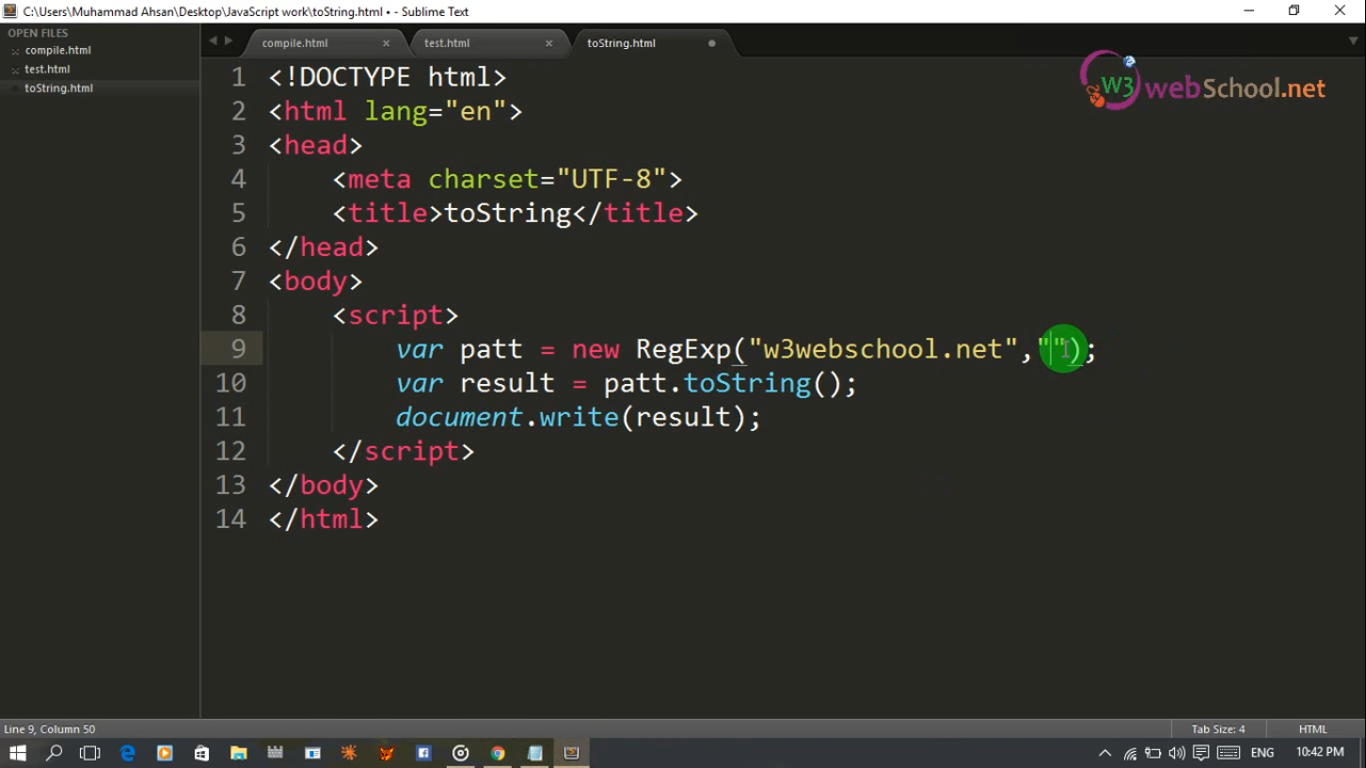 C:\Users\Muhammad Ahsan\Desktop\JavaScript work\toString.html • - Sublime Text
OPEN FILES
compile.html
test.html
toString.html
compile.html × test.html × toString.html
W3 webSchool.net
1 <!DOCTYPE html>
2 <html lang="en">
3 <head>
4 <meta charset="UTF-8">
5 <title>toString</title>
6 </head>
7 <body>
8 <script>
9 var patt = new RegExp("w3webschool.net","");
10 var result = patt.toString();
11 document.write(result);
12 </script>
13 </body>
14 </html>
Line 9, Column 50 Tab Size: 4 HTML
ENG 10:42 PM